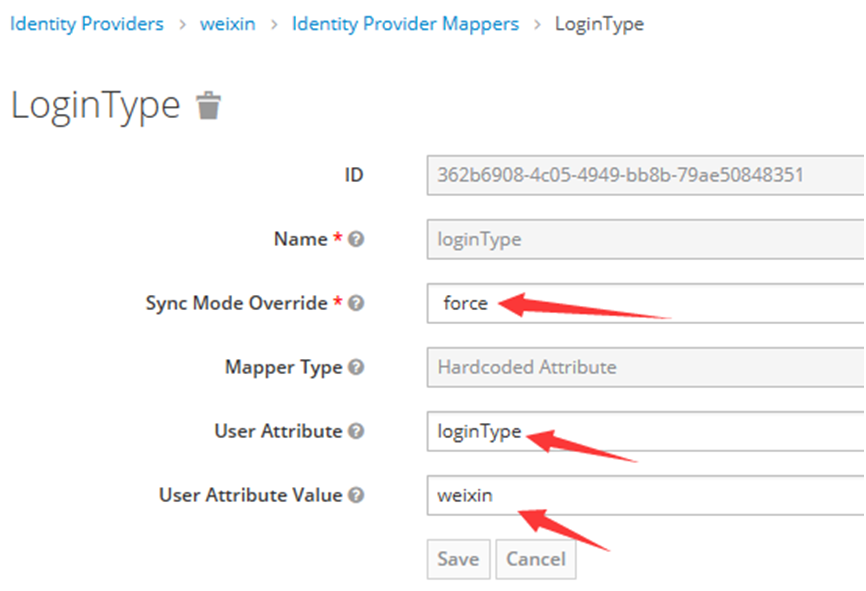 Identity Providers > weixin > Identity Provider Mappers > LoginType
LoginType
ID 362b6908-4c05-4949-bb8b-79ae50848351
Name * loginType
Sync Mode Override * force
Mapper Type Hardcoded Attribute
User Attribute loginType
User Attribute Value weixin
Save Cancel